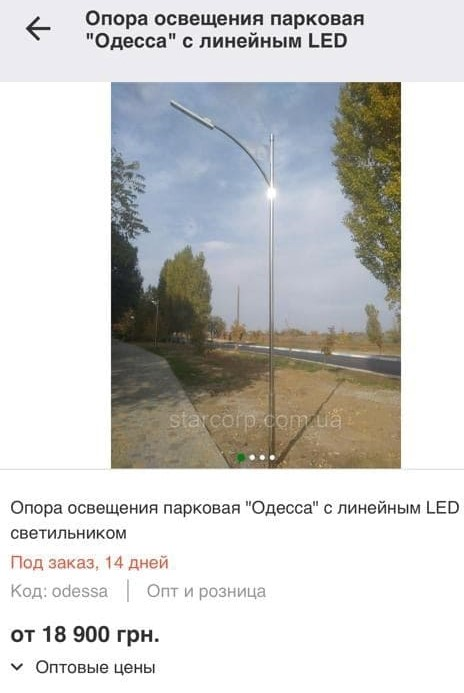 Опора освещения парковая
"Одесса" с линейным LED
starcorp.com.ua
Опора освещения парковая "Одесса" с линейным LED
светильником
Под заказ, 14 дней
Код: odessa | Опт и розница
от 18 900 грн.
Оптовые цены